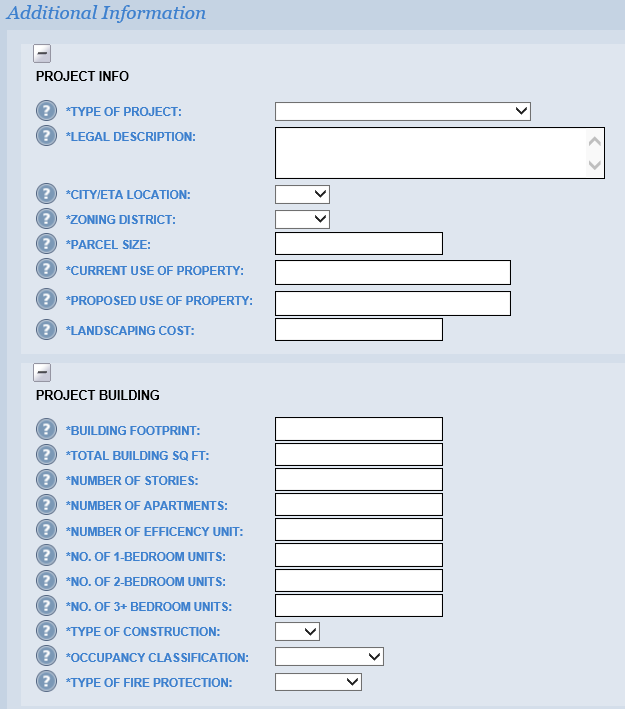 Additional Information
PROJECT INFO
*TYPE OF PROJECT:
*LEGAL DESCRIPTION:
*CITY/ETA LOCATION:
*ZONING DISTRICT:
*PARCEL SIZE:
*CURRENT USE OF PROPERTY:
*PROPOSED USE OF PROPERTY:
*LANDSCAPING COST:
PROJECT BUILDING
*BUILDING FOOTPRINT:
*TOTAL BUILDING SQ FT:
*NUMBER OF STORIES:
*NUMBER OF APARTMENTS:
*NUMBER OF EFFICENCY UNIT:
*NO. OF 1-BEDROOM UNITS:
*NO. OF 2-BEDROOM UNITS:
*NO. OF 3+ BEDROOM UNITS:
*TYPE OF CONSTRUCTION:
*OCCUPANCY CLASSIFICATION:
*TYPE OF FIRE PROTECTION: